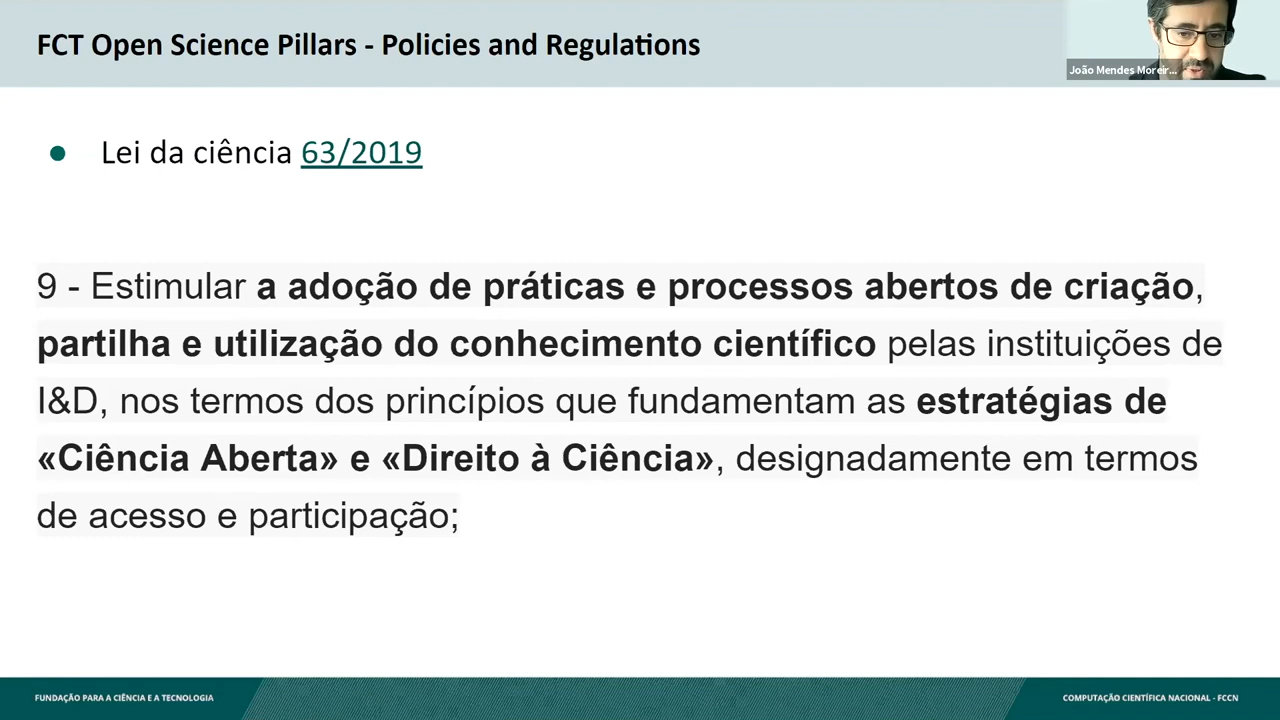 FCT Open Science Pillars - Policies and Regulations
João Mendes Moreir...
● Lei da ciência 63/2019
9 - Estimular a adoção de práticas e processos abertos de criação,
partilha e utilização do conhecimento científico pelas instituições de
I&D, nos termos dos princípios que fundamentam as estratégias de
«Ciência Aberta» e «Direito à Ciência», designadamente em termos
de acesso e participação;
FUNDAÇÃO PARA A CIÊNCIA E A TECNOLOGIA
COMPUTAÇÃO CIENTÍFICA NACIONAL - FCCN